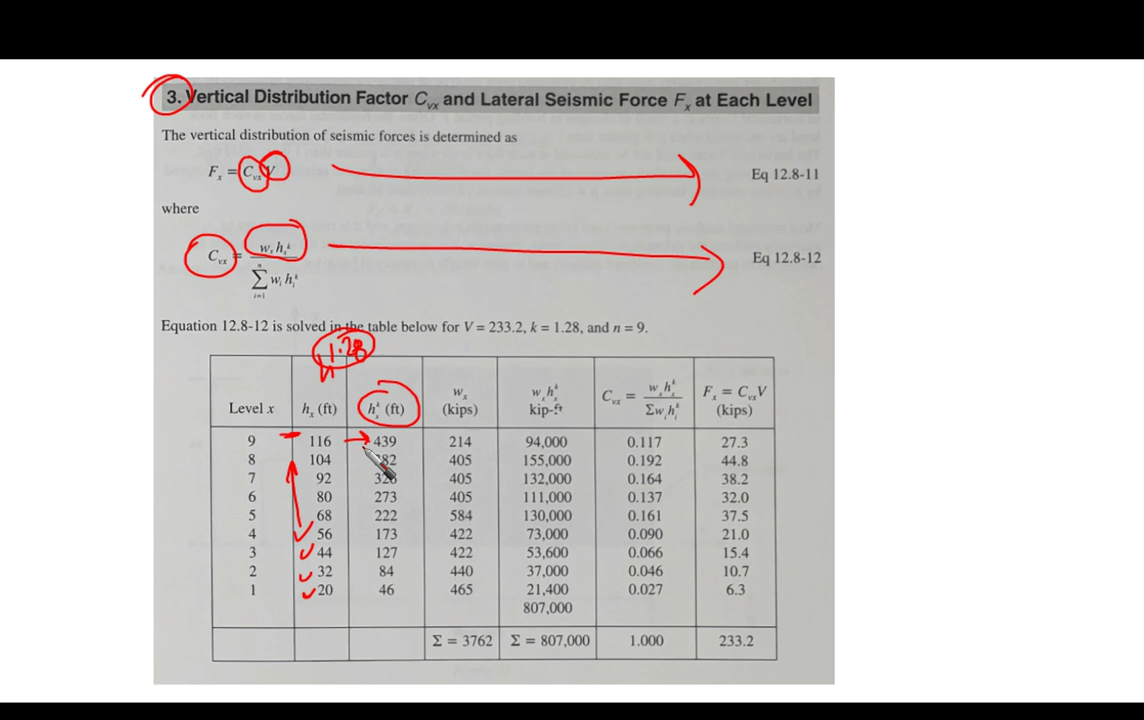 3. Vertical Distribution Factor Cvx and Lateral Seismic Force Fx at Each Level
The vertical distribution of seismic forces is determined as
Fx = CvxV Eq 12.8-11
where
Cvx = wxhx^k / Σ(i=1 to n) wihi^k Eq 12.8-12
Equation 12.8-12 is solved in the table below for V = 233.2, k = 1.28, and n = 9.
1.28
Level x hx (ft) hx^k (ft) wx (kips) wxhx^k kip-ft Cvx = wxhx^k / Σwihi^k Fx = CvxV (kips)
9 116 439 214 94,000 0.117 27.3
8 104 405 155,000 0.192 44.8
7 92 405 132,000 0.164 38.2
6 80 273 405 111,000 0.137 32.0
5 68 222 584 130,000 0.161 37.5
4 56 173 422 73,000 0.090 21.0
3 44 127 422 53,600 0.066 15.4
2 32 84 440 37,000 0.046 10.7
1 20 46 465 21,400 0.027 6.3
807,000
Σ = 3762 Σ = 807,000 1.000 233.2